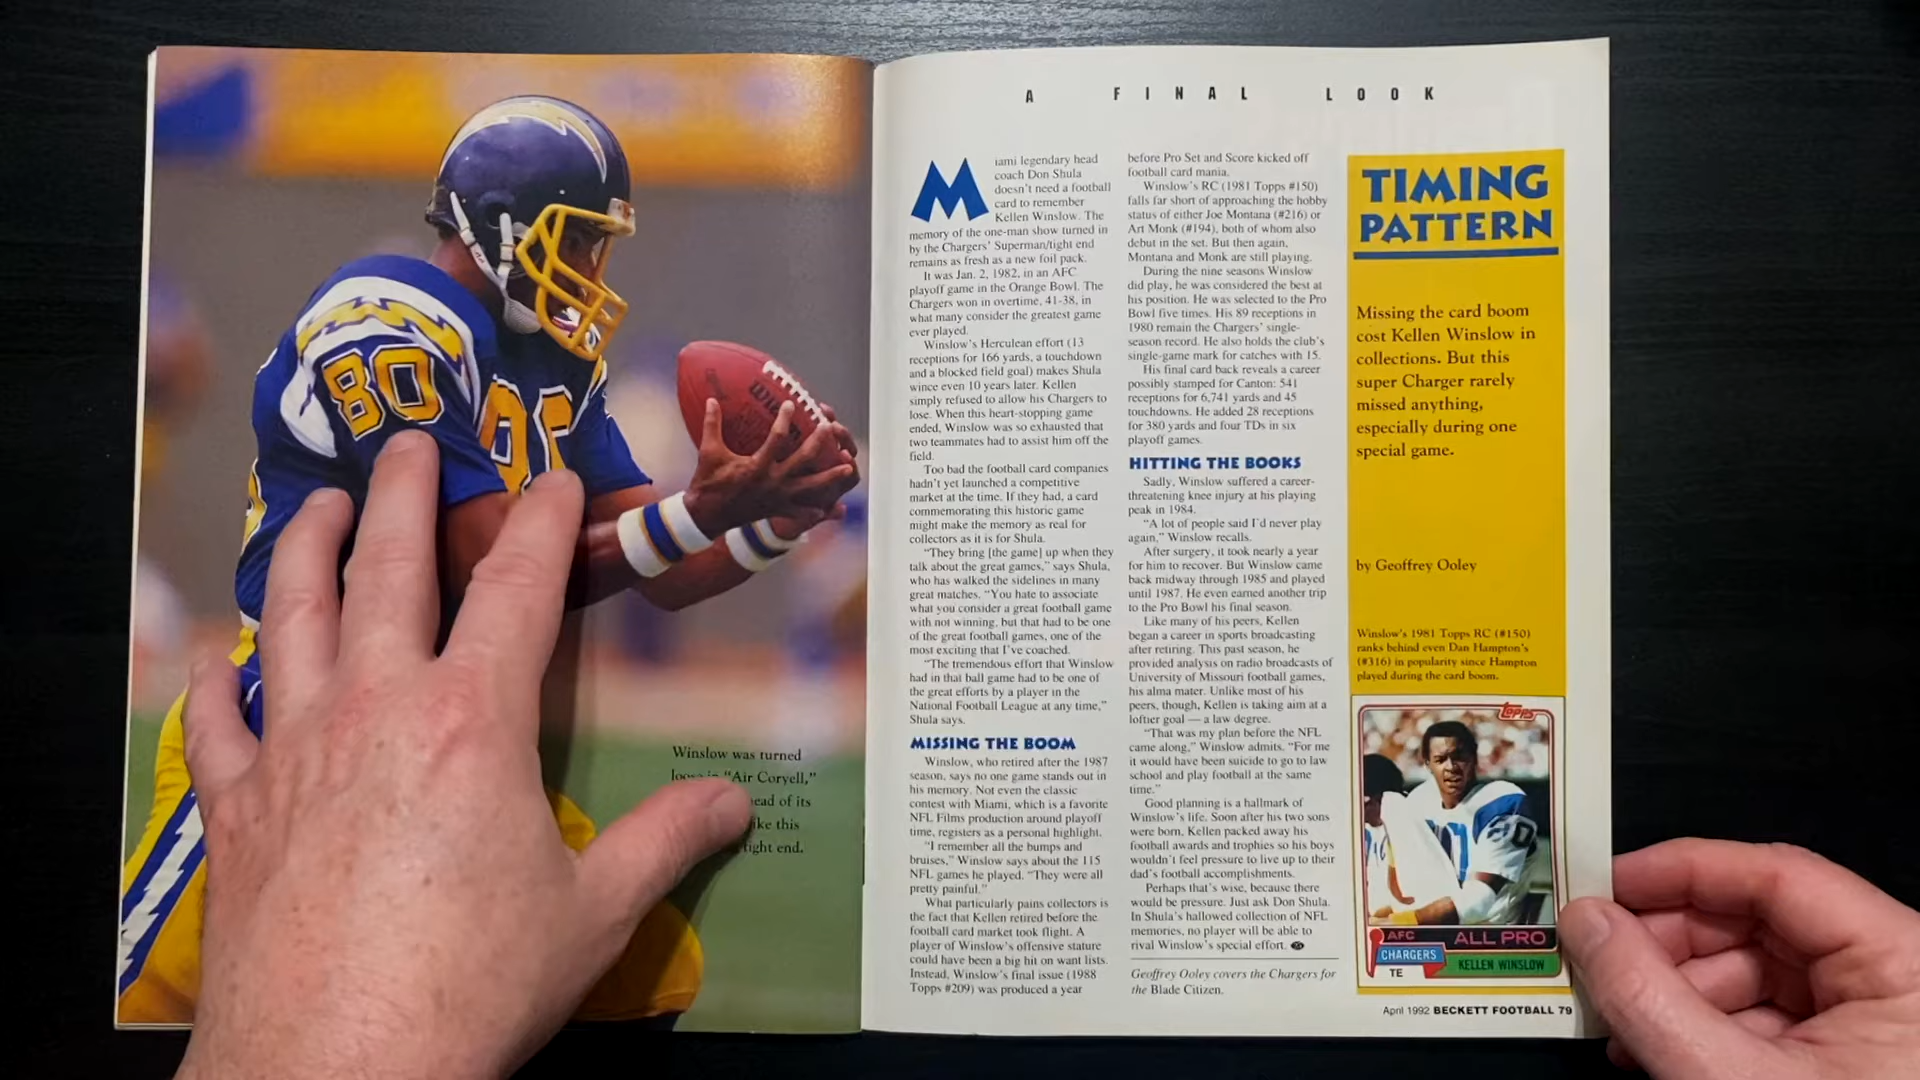 80
Winslow was turned
loose in "Air Coryell,"
ead of its
ike this
tight end.
A FINAL LOOK
Miami legendary head
coach Don Shula
doesn't need a football
card to remember
Kellen Winslow. The
memory of the one-man show turned in
by the Chargers' Superman/tight end
remains as fresh as a new foil pack.
It was Jan. 2, 1982, in an AFC
playoff game in the Orange Bowl. The
Chargers won in overtime, 41-38, in
what many consider the greatest game
ever played.
Winslow's Herculean effort (13
receptions for 166 yards, a touchdown
and a blocked field goal) makes Shula
wince even 10 years later. Kellen
simply refused to allow his Chargers to
lose. When this heart-stopping game
ended, Winslow was so exhausted that
two teammates had to assist him off the
field.
Too bad the football card companies
hadn't yet launched a competitive
market at the time. If they had, a card
commemorating this historic game
might make the memory as real for
collectors as it is for Shula.
"They bring [the game] up when they
talk about the great games," says Shula,
who has walked the sidelines in many
great matches. "You hate to associate
what you consider a great football game
with not winning, but that had to be one
of the great football games, one of the
most exciting that I've coached.
"The tremendous effort that Winslow
had in that ball game had to be one of
the great efforts by a player in the
National Football League at any time,"
Shula says.
MISSING THE BOOM
Winslow, who retired after the 1987
season, says no one game stands out in
his memory. Not even the classic
contest with Miami, which is a favorite
NFL Films production around playoff
time, registers as a personal highlight.
"I remember all the bumps and
bruises," Winslow says about the 115
NFL games he played. "They were all
pretty painful."
What particularly pains collectors is
the fact that Kellen retired before the
football card market took flight. A
player of Winslow's offensive stature
could have been a big hit on want lists.
Instead, Winslow's final issue (1988
Topps #209) was produced a year
before Pro Set and Score kicked off
football card mania.
Winslow's RC (1981 Topps #150)
falls far short of approaching the hobby
status of either Joe Montana (#216) or
Art Monk (#194), both of whom also
debut in the set. But then again,
Montana and Monk are still playing.
During the nine seasons Winslow
did play, he was considered the best at
his position. He was selected to the Pro
Bowl five times. His 89 receptions in
1980 remain the Chargers' single-
season record. He also holds the club's
single-game mark for catches with 15.
His final card back reveals a career
possibly stamped for Canton: 541
receptions for 6,741 yards and 45
touchdowns. He added 28 receptions
for 380 yards and four TDs in six
playoff games.
HITTING THE BOOKS
Sadly, Winslow suffered a career-
threatening knee injury at his playing
peak in 1984.
"A lot of people said I'd never play
again," Winslow recalls.
After surgery, it took nearly a year
for him to recover. But Winslow came
back midway through 1985 and played
until 1987. He even earned another trip
to the Pro Bowl his final season.
Like many of his peers, Kellen
began a career in sports broadcasting
after retiring. This past season, he
provided analysis on radio broadcasts of
University of Missouri football games,
his alma mater. Unlike most of his
peers, though, Kellen is taking aim at a
loftier goal — a law degree.
"That was my plan before the NFL
came along," Winslow admits. "For me
it would have been suicide to go to law
school and play football at the same
time."
Good planning is a hallmark of
Winslow's life. Soon after his two sons
were born, Kellen packed away his
football awards and trophies so his boys
wouldn't feel pressure to live up to their
dad's football accomplishments.
Perhaps that's wise, because there
would be pressure. Just ask Don Shula.
In Shula's hallowed collection of NFL
memories, no player will be able to
rival Winslow's special effort.
Geoffrey Ooley covers the Chargers for
the Blade Citizen.
TIMING
PATTERN
Missing the card boom
cost Kellen Winslow in
collections. But this
super Charger rarely
missed anything,
especially during one
special game.
by Geoffrey Ooley
Winslow's 1981 Topps RC (#150)
ranks behind even Dan Hampton's
(#316) in popularity since Hampton
played during the card boom.
Topps
80
AFC
ALL PRO
CHARGERS
TE
KELLEN WINSLOW
April 1992 BECKETT FOOTBALL 79